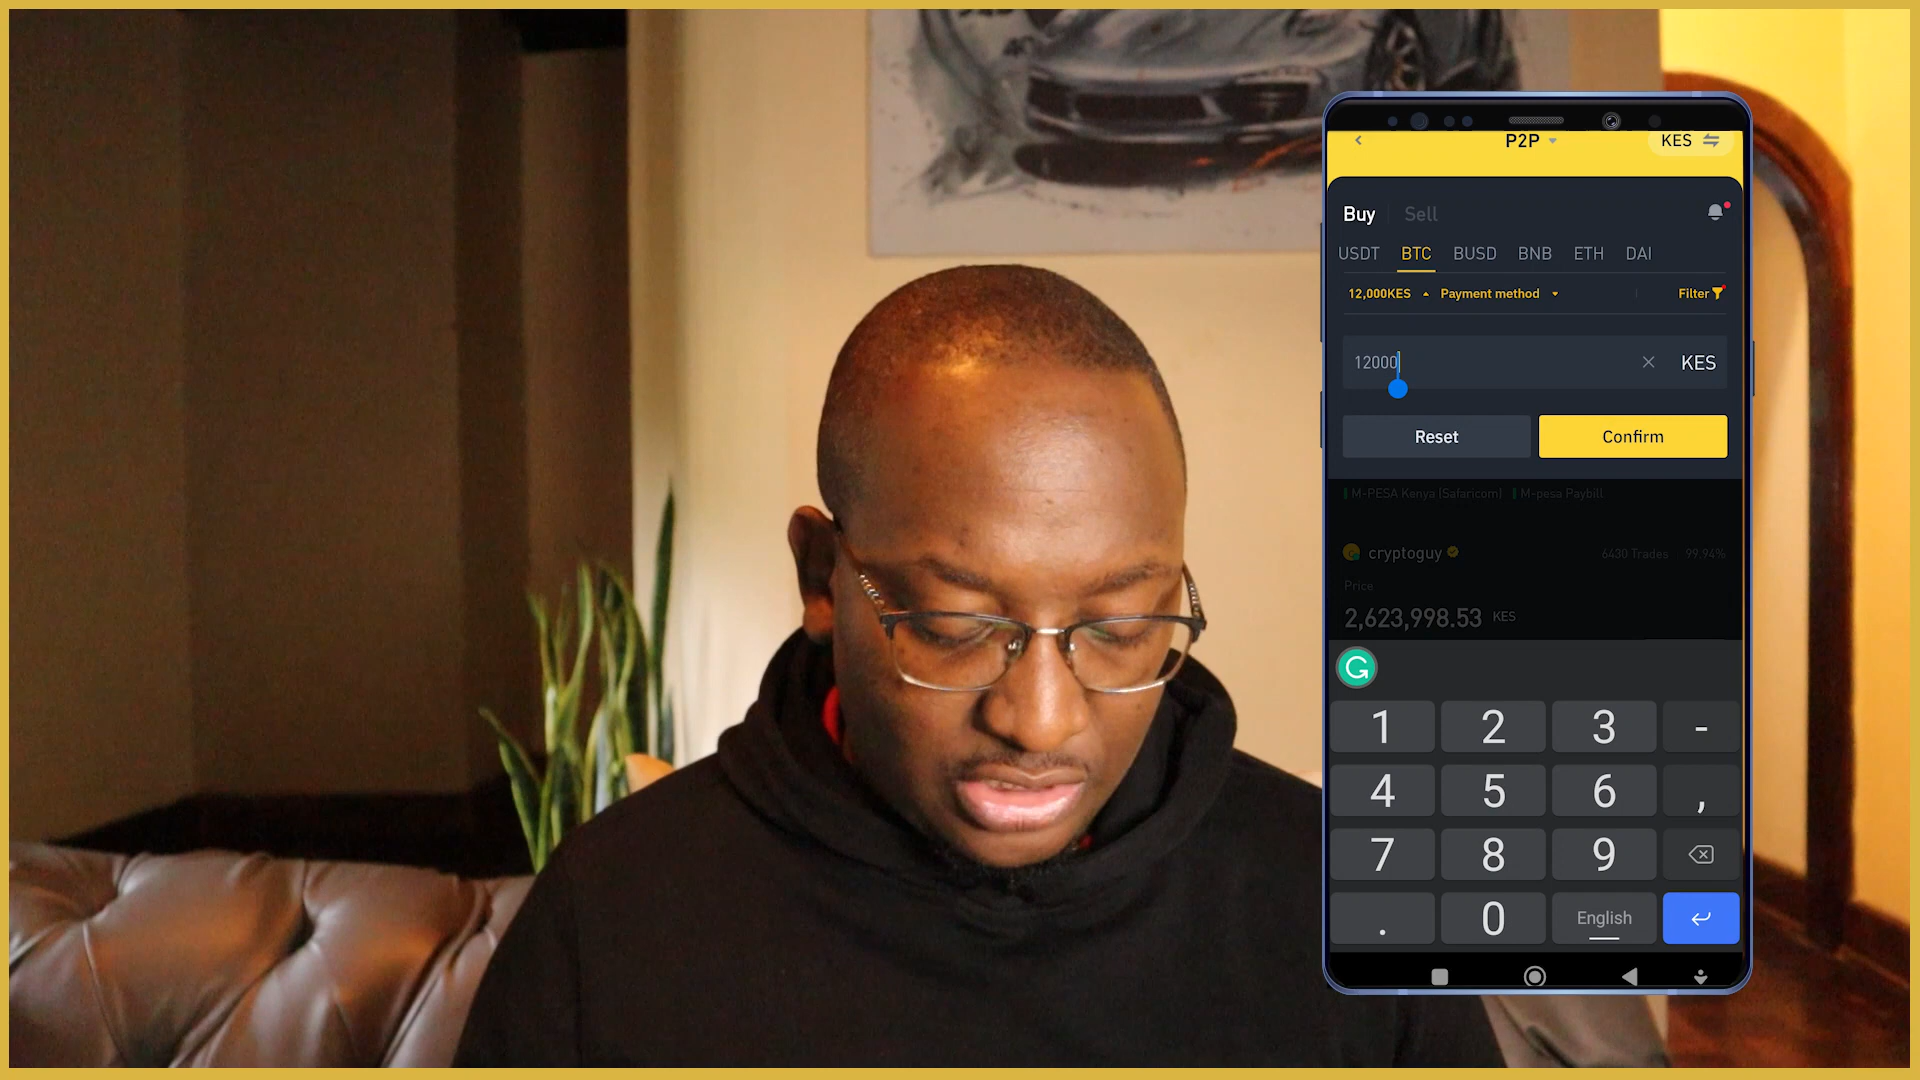 P2P
KES
Buy
Sell
USDT BTC BUSD BNB ETH DAI
12,000KES Payment method Filter
12000 KES
Reset Confirm
M-PESA Kenya (Safaricom) M-pesa Paybill
cryptoguy 6430 Trades 99.94%
Price
2,623,998.53 KES
1 2 3 -
4 5 6 ,
7 8 9
. 0 English